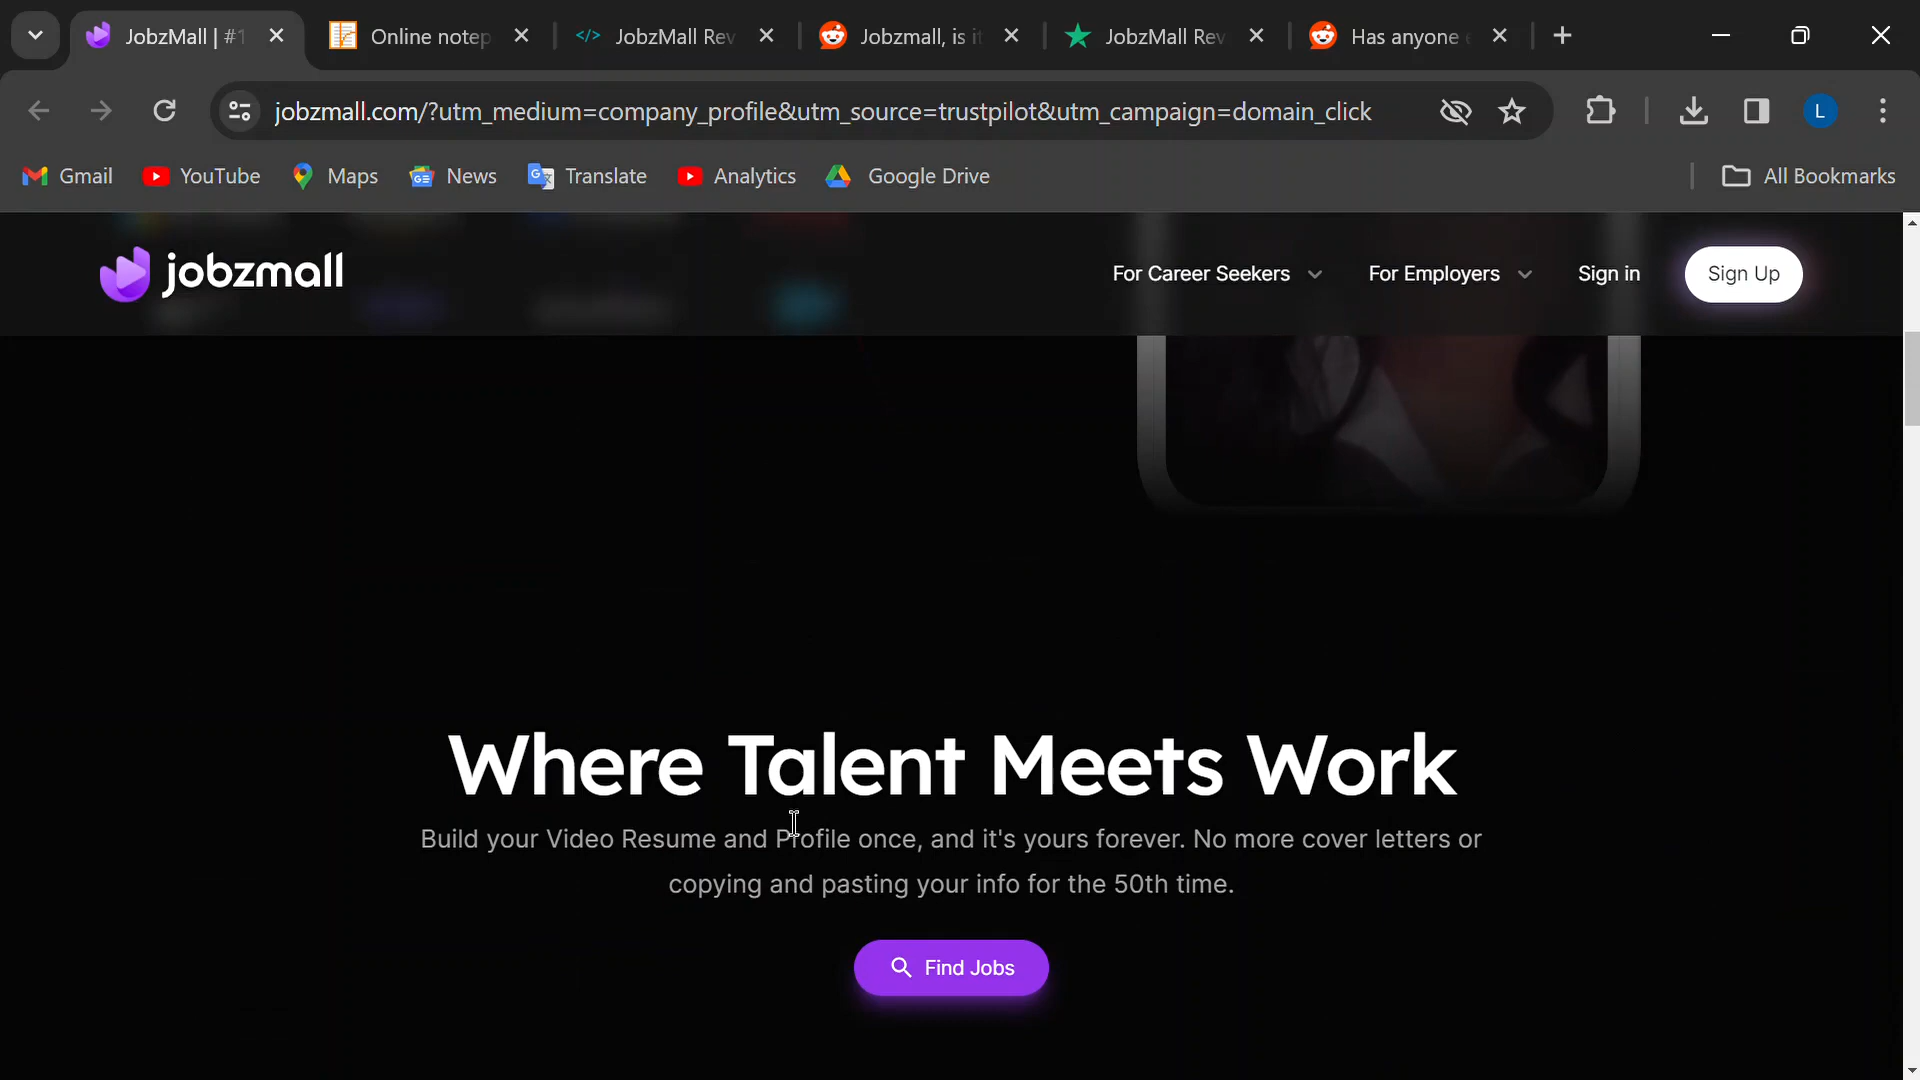 JobzMall | #1
Online notep
JobzMall Rev
Jobzmall, is it
JobzMall Rev
Has anyone e
jobzmall.com/?utm_medium=company_profile&utm_source=trustpilot&utm_campaign=domain_click
L
Gmail
YouTube
Maps
News
Translate
Analytics
Google Drive
All Bookmarks
jobzmall
For Career Seekers
For Employers
Sign in
Sign Up
Where Talent Meets Work
Build your Video Resume and Profile once, and it's yours forever. No more cover letters or
copying and pasting your info for the 50th time.
Find Jobs